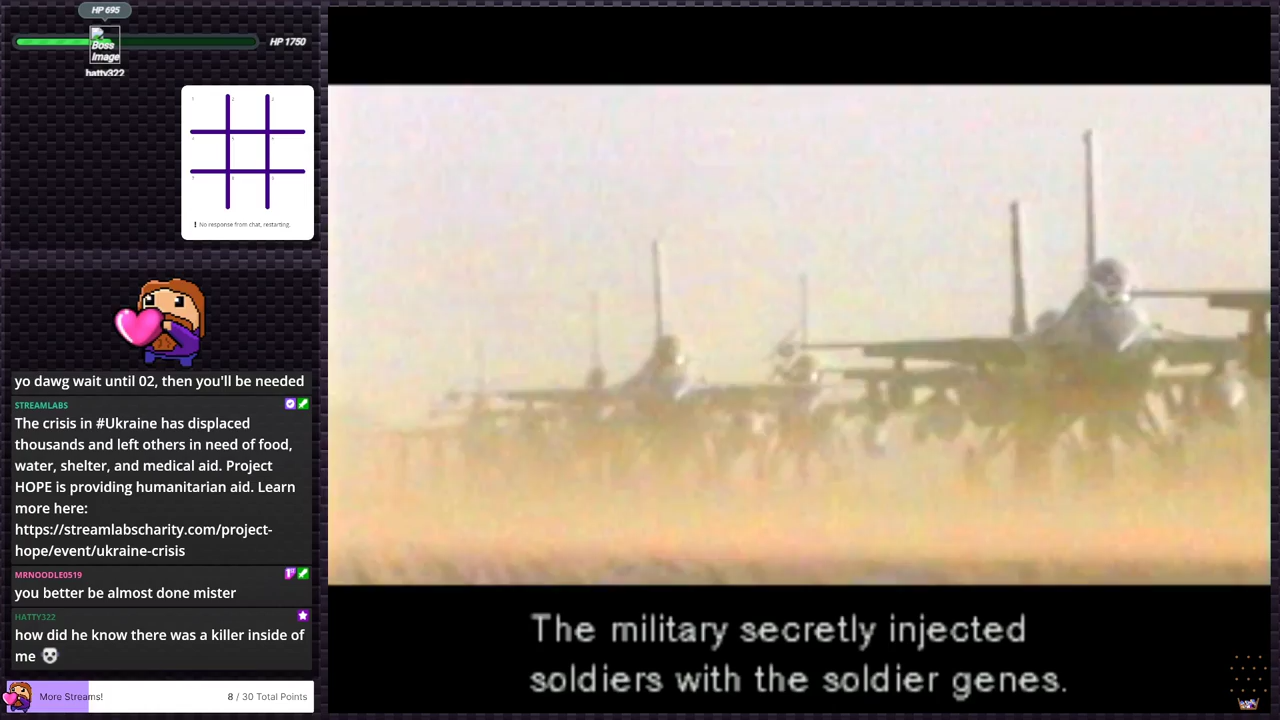 HP 695
HP 1750
Boss
Image
hatty322
! No response from chat, restarting.
yo dawg wait until 02, then you'll be needed
STREAMLABS
The crisis in #Ukraine has displaced
thousands and left others in need of food,
water, shelter, and medical aid. Project
HOPE is providing humanitarian aid. Learn
more here:
https://streamlabscharity.com/project-
hope/event/ukraine-crisis
MRNOODLE0519
you better be almost done mister
HATTY322
how did he know there was a killer inside of
me
More Streams!
8 / 30 Total Points
The military secretly injected
soldiers with the soldier genes.